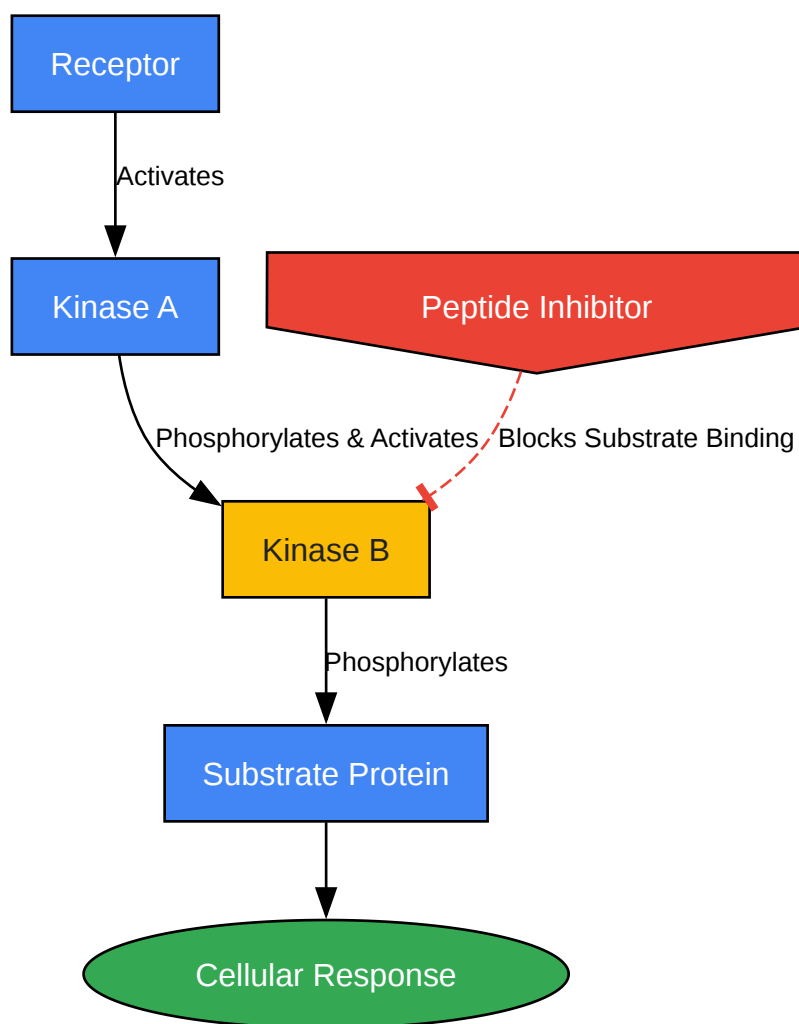 Receptor
Activates
Kinase A
Peptide Inhibitor
Phosphorylates & Activates
Blocks Substrate Binding
Kinase B
Phosphorylates
Substrate Protein
Cellular Response